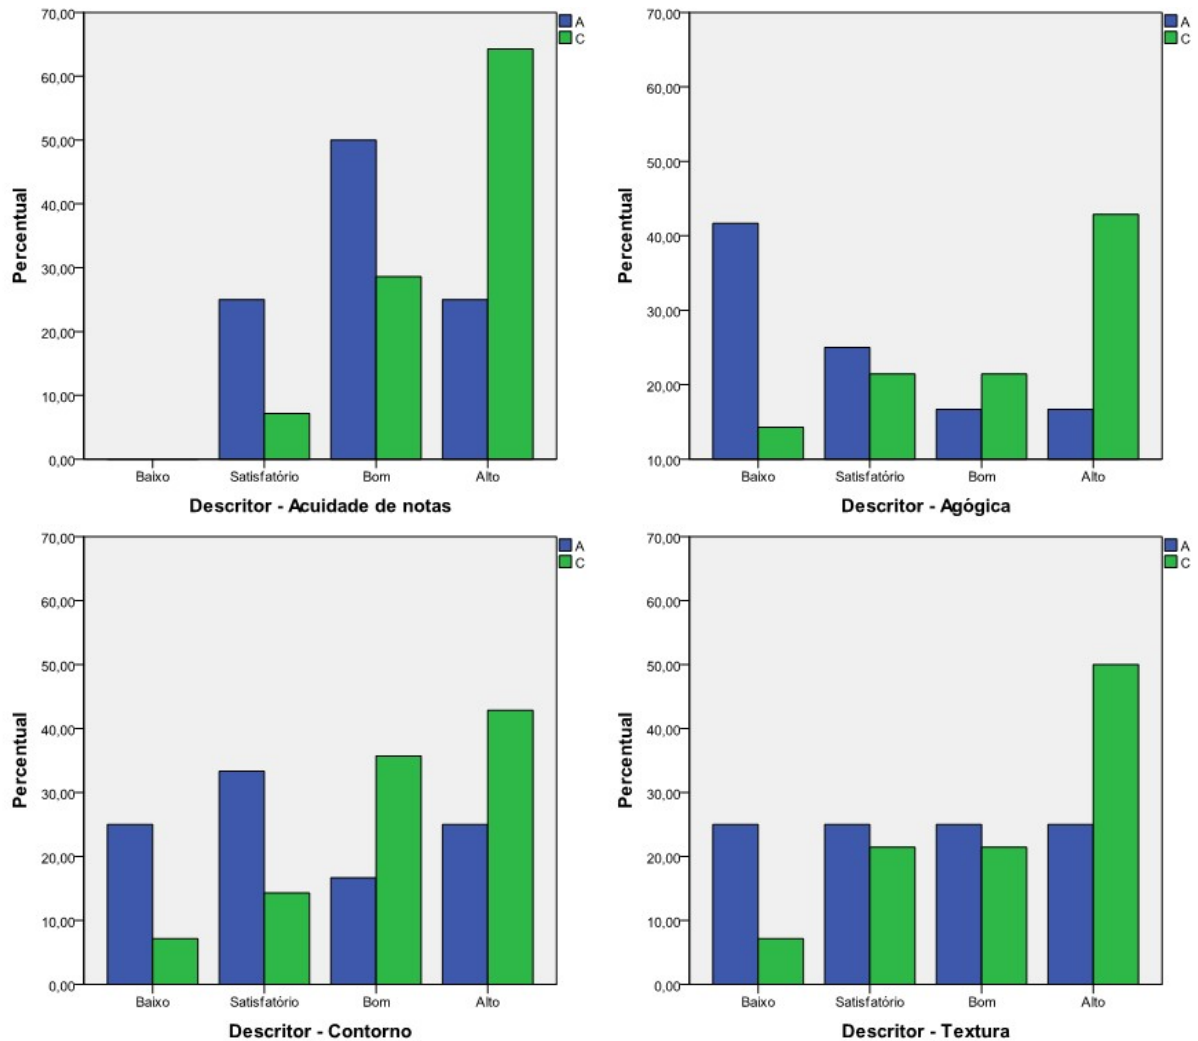 70,00
60,00
50,00
40,00
30,00
20,00
10,00
0,00
Percentual
Baixo Satisfatório Bom Alto
Descritor - Acuidade de notas
A
C
70,00
60,00
50,00
40,00
30,00
20,00
10,00
Percentual
Baixo Satisfatório Bom Alto
Descritor - Agógica
A
C
70,00
60,00
50,00
40,00
30,00
20,00
10,00
0,00
Percentual
Baixo Satisfatório Bom Alto
Descritor - Contorno
A
C
70,00
60,00
50,00
40,00
30,00
20,00
10,00
0,00
Percentual
Baixo Satisfatório Bom Alto
Descritor - Textura
A
C